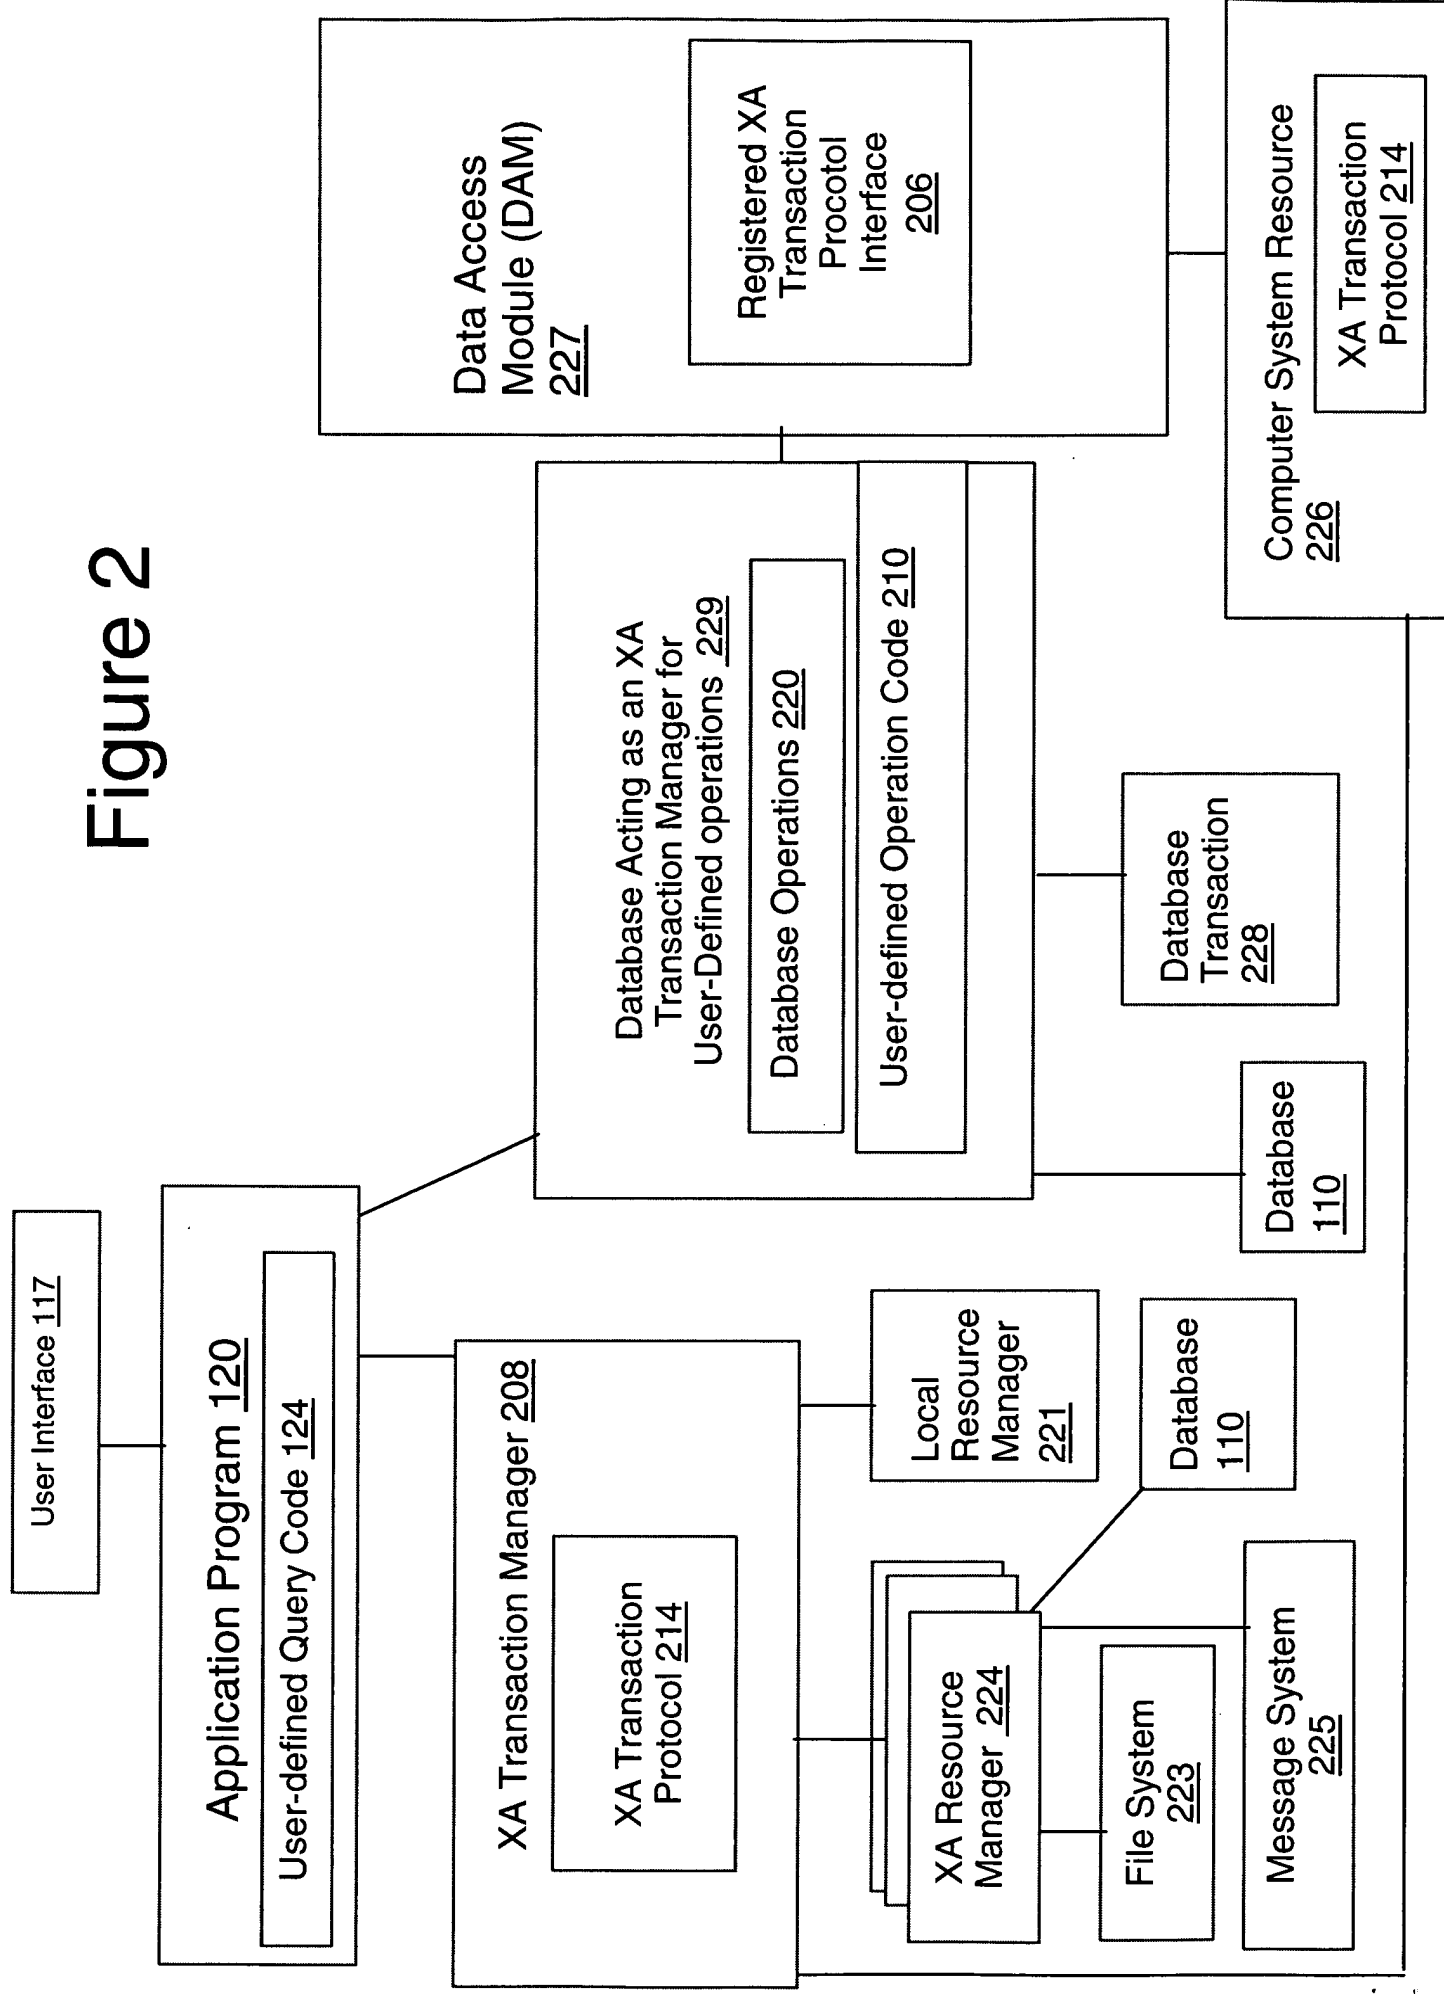 Figure 2
User Interface 117
Application Program 120
User-defined Query Code 124
XA Transaction Manager 208
XA Transaction
Protocol 214
Local
Resource
Manager
221
XA Resource
Manager 224
File System
223
Message System
225
Database
110
Database Acting as an XA
Transaction Manager for
User-Defined operations 229
Database Operations 220
User-defined Operation Code 210
Database
110
Database
Transaction
228
Data Access
Module (DAM)
227
Registered XA
Transaction
Procotol
Interface
206
Computer System Resource
226
XA Transaction
Protocol 214